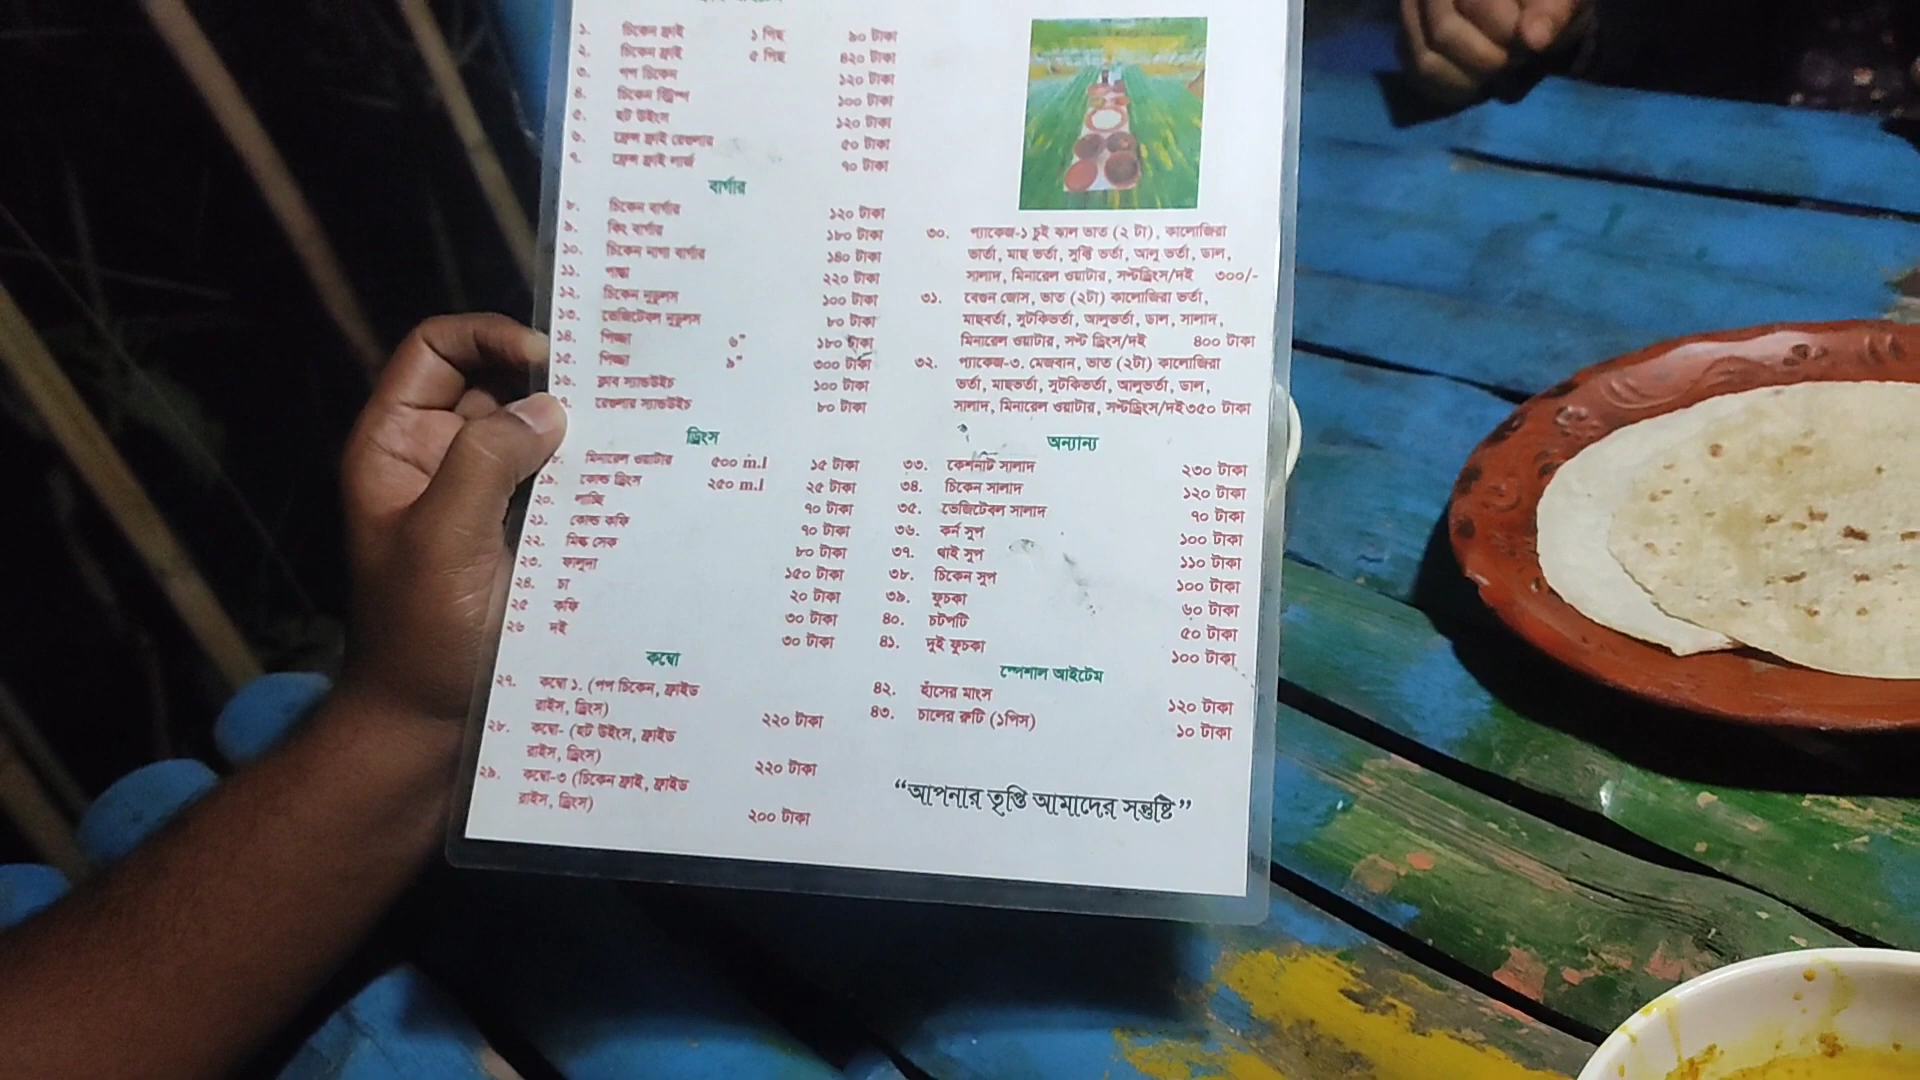 ১. চিকেন ফ্রাই ১ পিছ ৯০ টাকা
২. চিকেন ফ্রাই ৫ পিছ ৪২০ টাকা
৩. পপ চিকেন ১২০ টাকা
৪. চিকেন স্ট্রিপ্স ১০০ টাকা
৫. হট উইংস ১২০ টাকা
৬. ফ্রেন্স ফ্রাই রেগুলার ৫০ টাকা
৭. ফ্রেন্স ফ্রাই লার্জ ৭০ টাকা
বার্গার
৮. চিকেন বার্গার ১২০ টাকা
৯. কিং বার্গার ১৮০ টাকা
১০. চিকেন নাগা বার্গার ১৪০ টাকা
১১. পাস্তা ২২০ টাকা
১২. চিকেন নুডুলস ১০০ টাকা
১৩. ভেজিটেবল নুডুলস ৮০ টাকা
১৪. পিজ্জা ৬" ১৮০ টাকা
১৫. পিজ্জা ৯" ৩০০ টাকা
১৬. ক্লাব স্যান্ডউইচ ১০০ টাকা
৭. রেগুলার স্যান্ডউইচ ৮০ টাকা
ড্রিংস
মিনারেল ওয়াটার ৫০০ m.l ১৫ টাকা
১৯. কোল্ড ড্রিংস ২৫০ m.l ২৫ টাকা
২০. লাচ্ছি ৭০ টাকা
২১. কোল্ড কফি ৭০ টাকা
২২. মিল্ক সেক ৮০ টাকা
২৩. ফালুদা ১৫০ টাকা
২৪. চা ২০ টাকা
২৫ কফি ৩০ টাকা
২৬ দই ৩০ টাকা
কম্বো
২৭. কম্বো ১. (পপ চিকেন, ফ্রাইড
রাইস, ড্রিংস) ২২০ টাকা
২৮. কম্বো- (হট উইংস, ফ্রাইড
রাইস, ড্রিংস) ২২০ টাকা
২৯. কম্বো-৩ (চিকেন ফ্রাই, ফ্রাইড
রাইস, ড্রিংস) ২০০ টাকা
৩০. প্যাকেজ-১ চুই ঝাল ভাত (২ টা), কালোজিরা
ভার্তা, মাছ ভর্তা, সুটকি ভর্তা, আলু ভর্তা, ডাল,
সালাদ, মিনারেল ওয়াটার, সপ্টড্রিংস/দই ৩০০/-
৩১. বেগুন জোস, ভাত (২টা) কালোজিরা ভর্তা,
মাছবর্তা, সুটকিভর্তা, আলুভর্তা, ডাল, সালাদ,
মিনারেল ওয়াটার, সপ্ট ড্রিংস/দই ৪০০ টাকা
৩২. প্যাকেজ-৩. মেজবান, ভাত (২টা) কালোজিরা
ভর্তা, মাছভর্তা, সুটকিভর্তা, আলুভর্তা, ডাল,
সালাদ, মিনারেল ওয়াটার, সপ্টড্রিংস/দই ৩৫০ টাকা
অন্যান্য
৩৩. কেশনাট সালাদ ২৩০ টাকা
৩৪. চিকেন সালাদ ১২০ টাকা
৩৫. ভেজিটেবল সালাদ ৭০ টাকা
৩৬. কর্ন সুপ ১০০ টাকা
৩৭. থাই সুপ ১১০ টাকা
৩৮. চিকেন সুপ ১০০ টাকা
৩৯. ফুচকা ৬০ টাকা
৪০. চটপটি ৫০ টাকা
৪১. দুই ফুচকা ১০০ টাকা
স্পেশাল আইটেম
৪২. হাঁসের মাংস ১২০ টাকা
৪৩. চালের রুটি (১পিস) ১০ টাকা
“আপনার তৃপ্তি আমাদের সন্তুষ্টি”